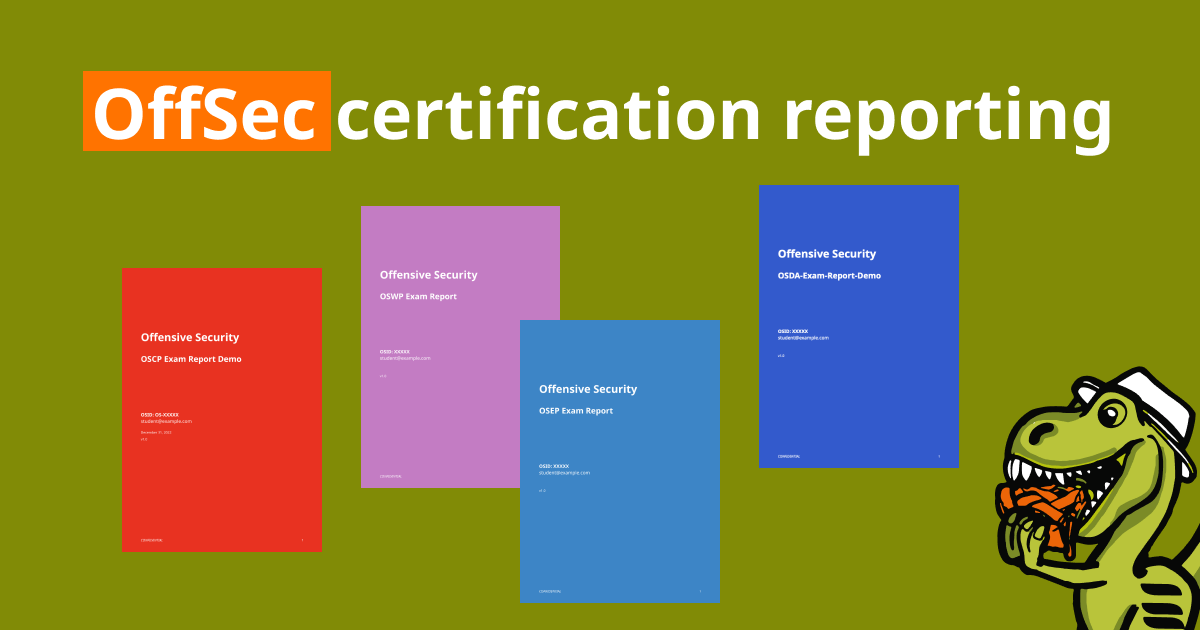 OffSec certification reporting
Offensive Security
OSCP Exam Report Demo
OSID: OS-XXXXX
student@example.com
December 31, 2022
v1.0
CONFIDENTIAL
1
Offensive Security
OSWP Exam Report
OSID: XXXXX
student@example.com
v1.0
CONFIDENTIAL
Offensive Security
OSEP Exam Report
OSID: XXXXX
student@example.com
v1.0
CONFIDENTIAL
1
Offensive Security
OSDA-Exam-Report-Demo
OSID: XXXXX
student@example.com
v1.0
CONFIDENTIAL